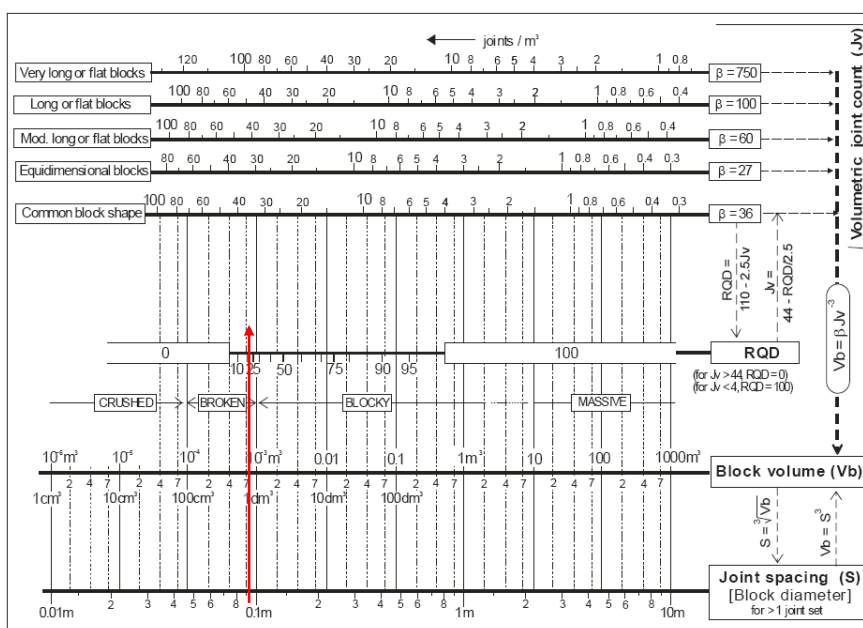 joints / m³
Volumetric joint count (Jv)
Very long or flat blocks
120 100 80 60 50 40 30 20 10 8 6 5 4 3 2 1 0.8
β = 750
Long or flat blocks
100 80 60 50 40 30 20 10 8 6 5 4 3 2 1 0.8 0.6 0.4
β = 100
Mod. long or flat blocks
100 80 60 50 40 30 20 10 8 6 5 4 3 2 1 0.8 0.6 0.4
β = 60
Equidimensional blocks
80 60 50 40 30 20 10 8 6 5 4 3 2 1 0.8 0.6 0.4 0.3
β = 27
Common block shape
100 80 60 50 40 30 20 10 8 6 5 4 3 2 1 0.8 0.6 0.4 0.3
β = 36
RQD =
110 - 2.5Jv
Jv =
44 - RQD/2.5
Vb = β Jv⁻³
0
100
RQD
10 25 50 75 90 95
(for Jv > 44, RQD = 0)
(for Jv < 4, RQD = 100)
CRUSHED
BROKEN
BLOCKY
MASSIVE
10⁻⁶m³ 10⁻⁵ 10⁻⁴ 10⁻³m³ 0.01 0.1 1m³ 10 100 1000m³
Block volume (Vb)
2 4 7 2 4 7 2 4 7 2 4 7 2 4 7 2 4 7 2 4 7 2 4 7 2 4 7
1cm³ 10cm³ 100cm³ 1dm³ 10dm³ 100dm³
S = ³√Vb
Vb = S³
Joint spacing (S)
[Block diameter]
for >1 joint set
0.01m 2 3 4 5 6 8 0.1m 2 3 4 5 6 8 1m 2 3 4 5 6 8 10m